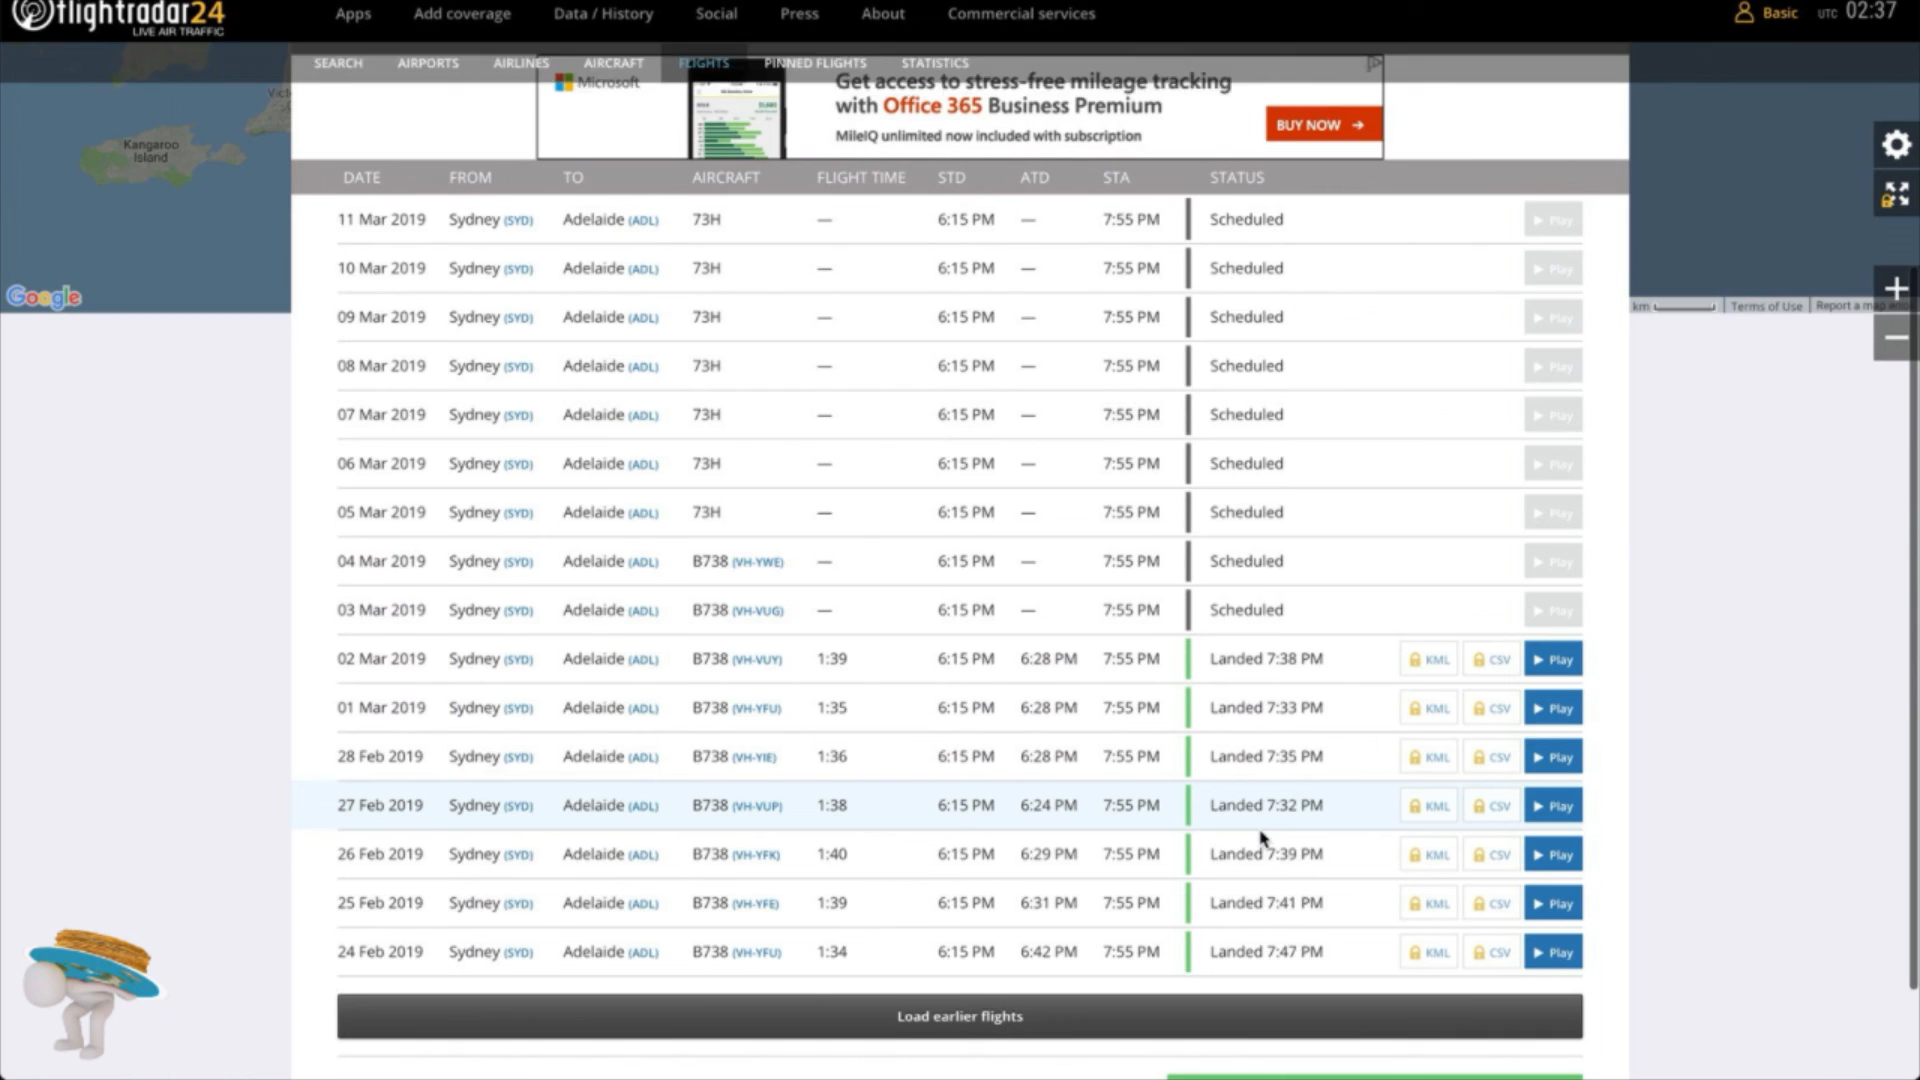 flightradar24
LIVE AIR TRAFFIC
Apps Add coverage Data / History Social Press About Commercial services
Basic UTC 02:37
SEARCH AIRPORTS AIRLINES AIRCRAFT FLIGHTS PINNED FLIGHTS STATISTICS
Microsoft
Get access to stress-free mileage tracking
with Office 365 Business Premium
MileIQ unlimited now included with subscription
BUY NOW
Kangaroo
Island
Google
km Terms of Use Report a map
DATE FROM TO AIRCRAFT FLIGHT TIME STD ATD STA STATUS
11 Mar 2019 Sydney (SYD) Adelaide (ADL) 73H — 6:15 PM — 7:55 PM Scheduled Play
10 Mar 2019 Sydney (SYD) Adelaide (ADL) 73H — 6:15 PM — 7:55 PM Scheduled Play
09 Mar 2019 Sydney (SYD) Adelaide (ADL) 73H — 6:15 PM — 7:55 PM Scheduled Play
08 Mar 2019 Sydney (SYD) Adelaide (ADL) 73H — 6:15 PM — 7:55 PM Scheduled Play
07 Mar 2019 Sydney (SYD) Adelaide (ADL) 73H — 6:15 PM — 7:55 PM Scheduled Play
06 Mar 2019 Sydney (SYD) Adelaide (ADL) 73H — 6:15 PM — 7:55 PM Scheduled Play
05 Mar 2019 Sydney (SYD) Adelaide (ADL) 73H — 6:15 PM — 7:55 PM Scheduled Play
04 Mar 2019 Sydney (SYD) Adelaide (ADL) B738 (VH-YWE) — 6:15 PM — 7:55 PM Scheduled Play
03 Mar 2019 Sydney (SYD) Adelaide (ADL) B738 (VH-VUG) — 6:15 PM — 7:55 PM Scheduled Play
02 Mar 2019 Sydney (SYD) Adelaide (ADL) B738 (VH-VUY) 1:39 6:15 PM 6:28 PM 7:55 PM Landed 7:38 PM KML CSV Play
01 Mar 2019 Sydney (SYD) Adelaide (ADL) B738 (VH-YFU) 1:35 6:15 PM 6:28 PM 7:55 PM Landed 7:33 PM KML CSV Play
28 Feb 2019 Sydney (SYD) Adelaide (ADL) B738 (VH-YIE) 1:36 6:15 PM 6:28 PM 7:55 PM Landed 7:35 PM KML CSV Play
27 Feb 2019 Sydney (SYD) Adelaide (ADL) B738 (VH-VUP) 1:38 6:15 PM 6:24 PM 7:55 PM Landed 7:32 PM KML CSV Play
26 Feb 2019 Sydney (SYD) Adelaide (ADL) B738 (VH-YFK) 1:40 6:15 PM 6:29 PM 7:55 PM Landed 7:39 PM KML CSV Play
25 Feb 2019 Sydney (SYD) Adelaide (ADL) B738 (VH-YFE) 1:39 6:15 PM 6:31 PM 7:55 PM Landed 7:41 PM KML CSV Play
24 Feb 2019 Sydney (SYD) Adelaide (ADL) B738 (VH-YFU) 1:34 6:15 PM 6:42 PM 7:55 PM Landed 7:47 PM KML CSV Play
Load earlier flights